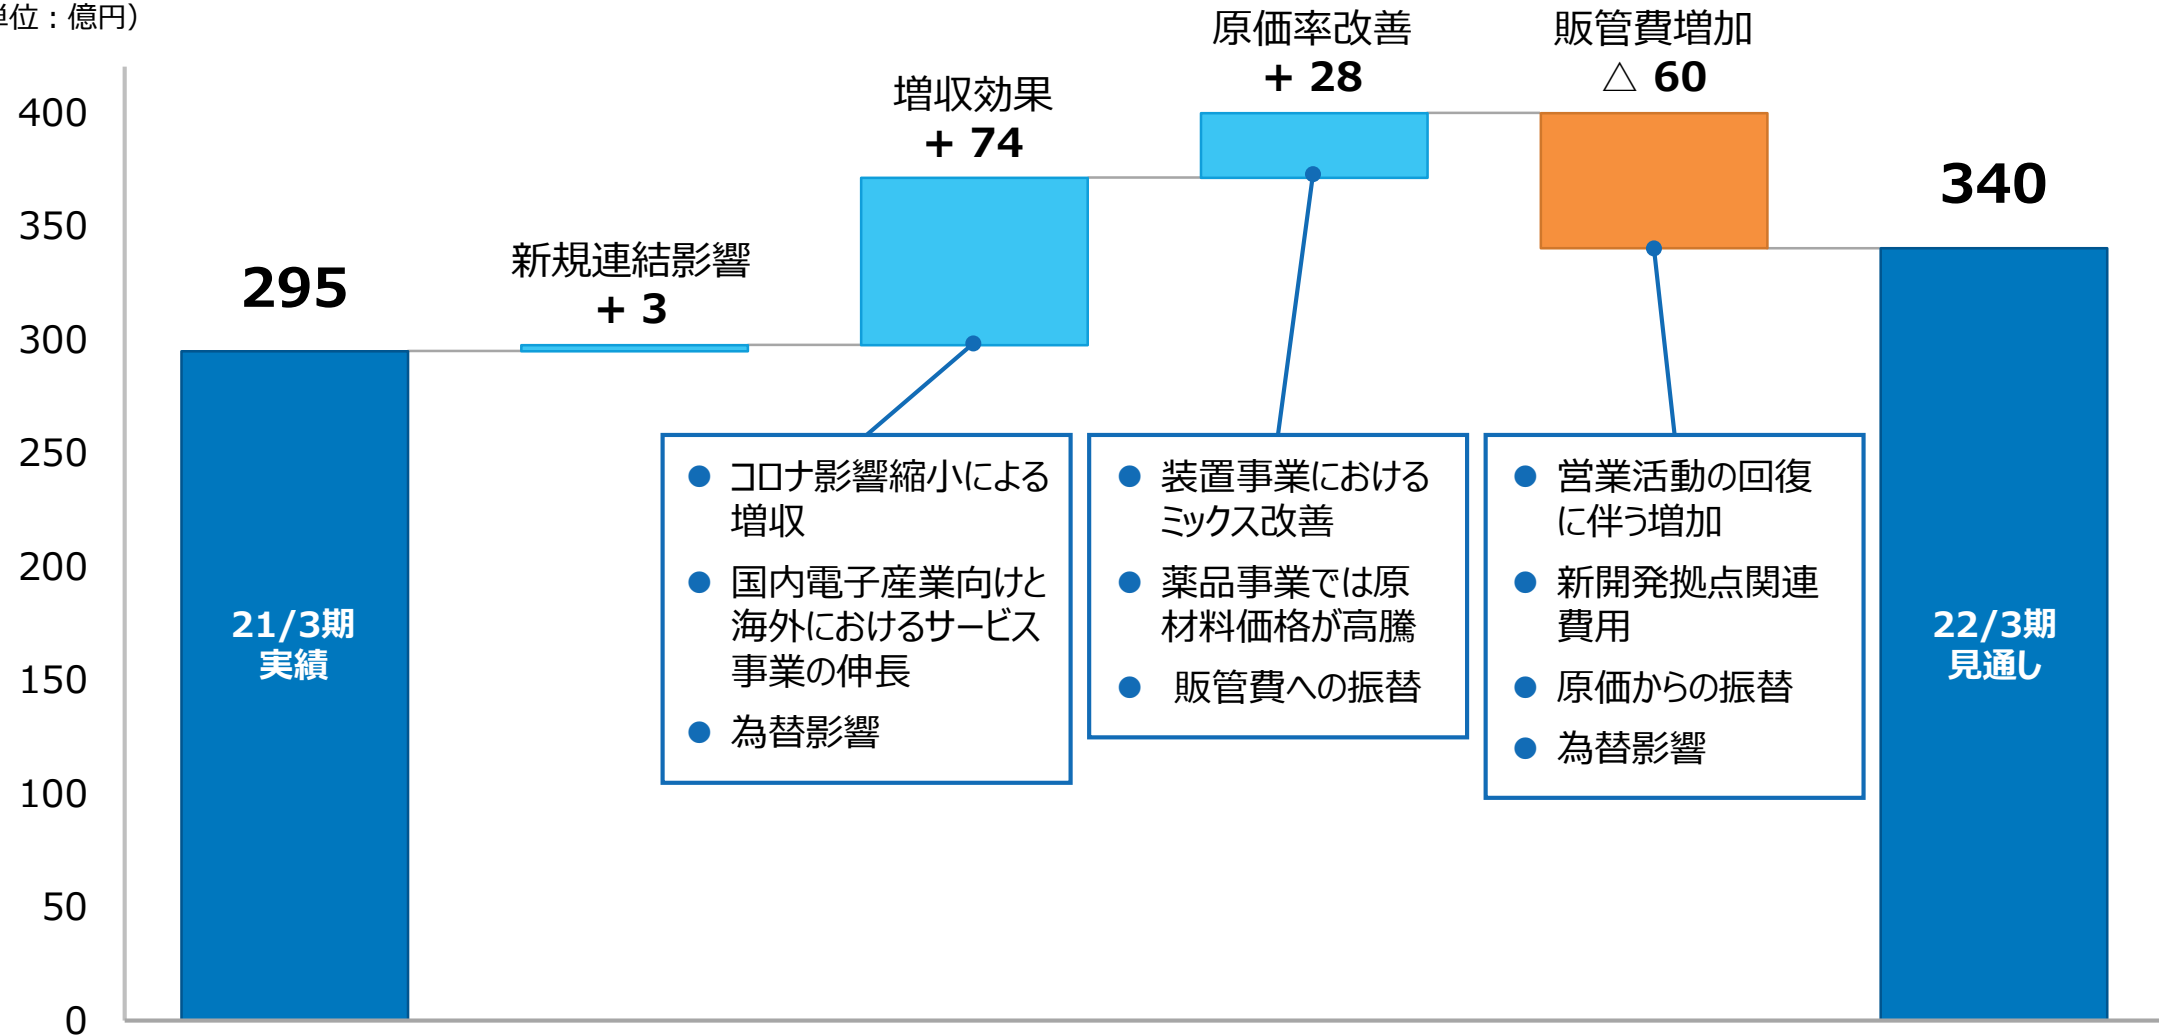 位：億円）
原価率改善
+ 28
販管費増加
△ 60
増収効果
+ 74
新規連結影響
+ 3
295
340
400
350
300
250
200
150
100
50
0
21/3期
実績
● コロナ影響縮小による
増収
● 国内電子産業向けと
海外におけるサービス
事業の伸長
● 為替影響
● 装置事業における
ミックス改善
● 薬品事業では原
材料価格が高騰
● 販管費への振替
● 営業活動の回復
に伴う増加
● 新開発拠点関連
費用
● 原価からの振替
● 為替影響
22/3期
見通し